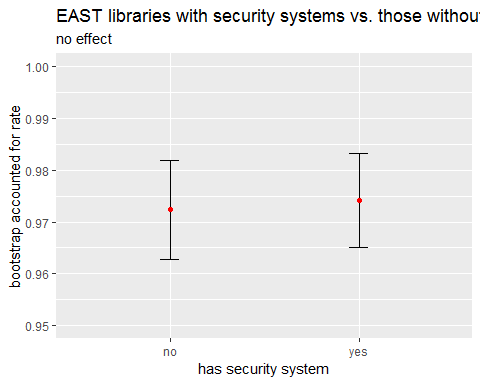 EAST libraries with security systems vs. those without
no effect
1.00
0.99
0.98
0.97
0.96
0.95
bootstrap accounted for rate
no yes
has security system